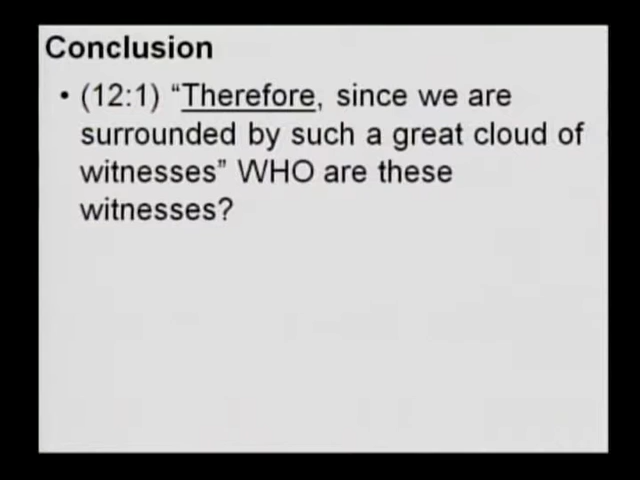 Conclusion
• (12:1) “Therefore, since we are
surrounded by such a great cloud of
witnesses” WHO are these
witnesses?